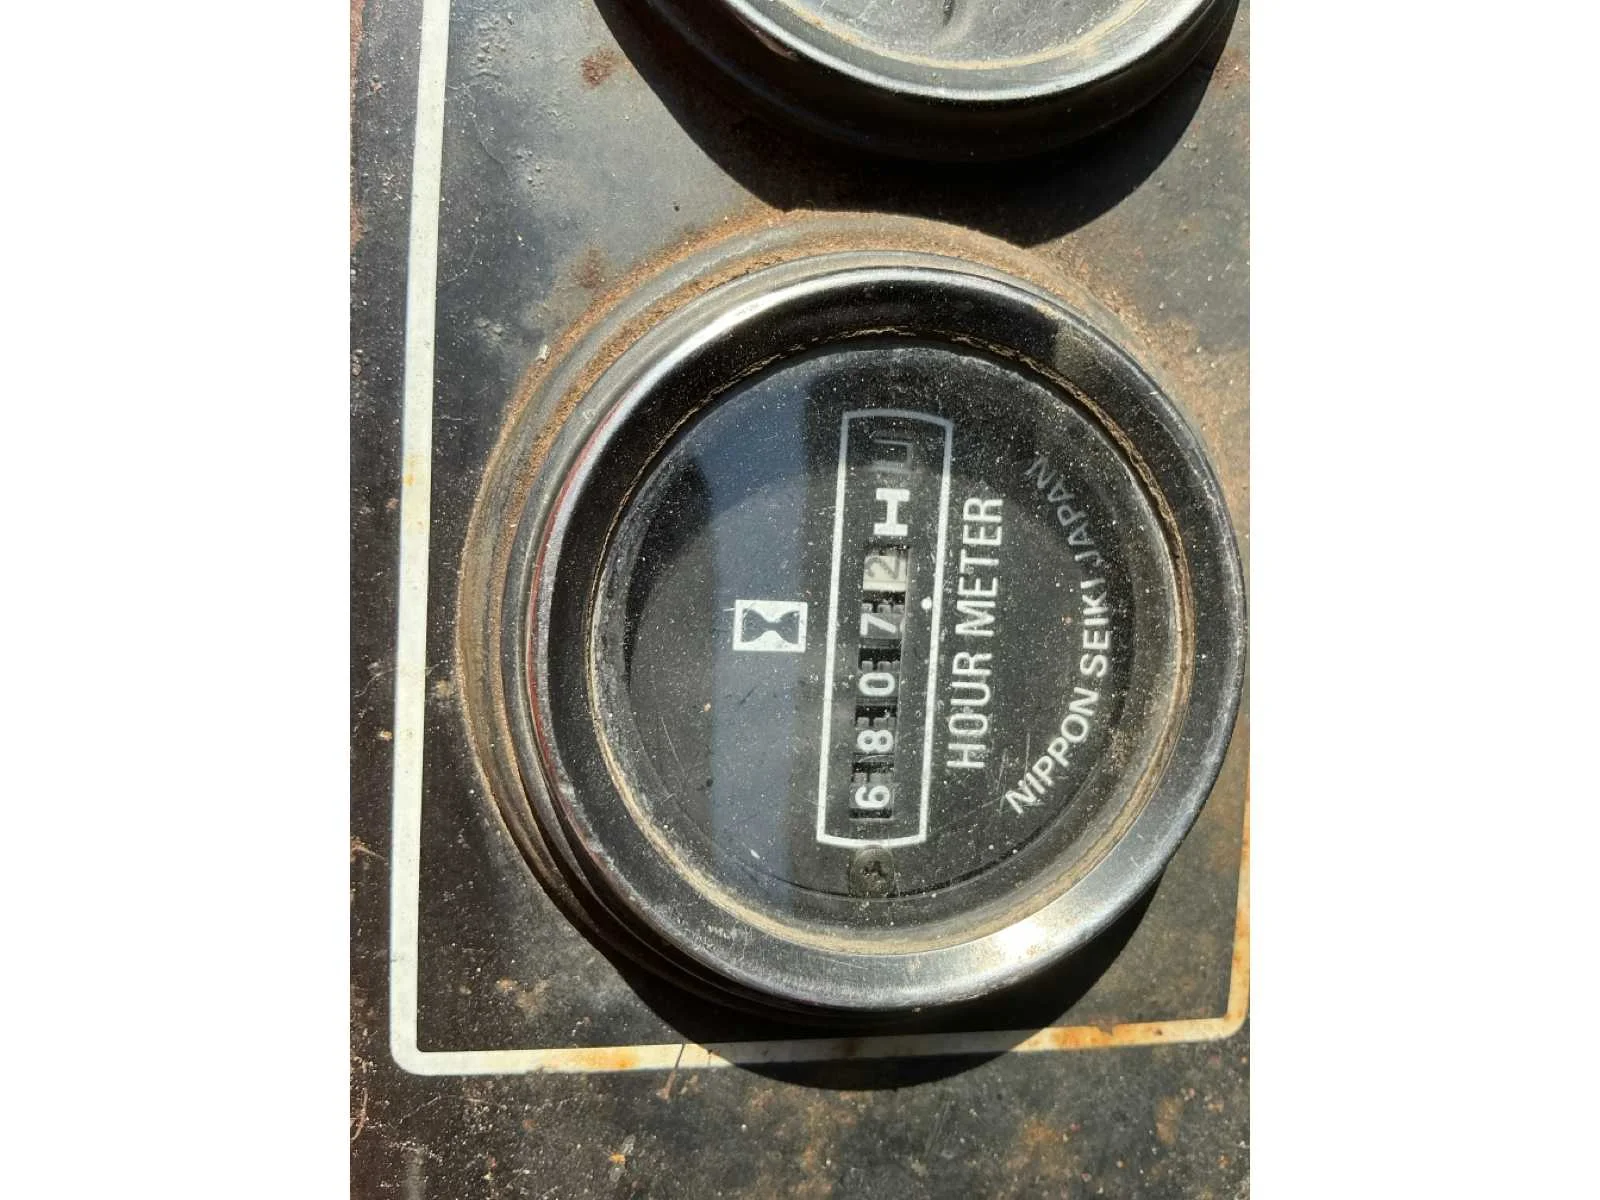 68072H
HOUR METER
NIPPON SEIKI JAPAN